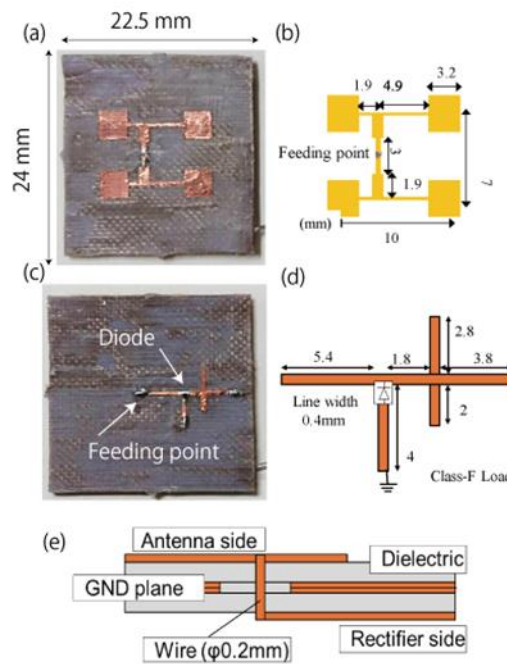 (a)
22.5 mm
24 mm
(b)
1.9
4.9
3.2
Feeding point
3
1.9
7
(mm)
10
(c)
Diode
Feeding point
(d)
2.8
5.4
1.8
3.8
Line width
0.4mm
2
4
Class-F Load
(e)
Antenna side
Dielectric
GND plane
Wire (φ0.2mm)
Rectifier side